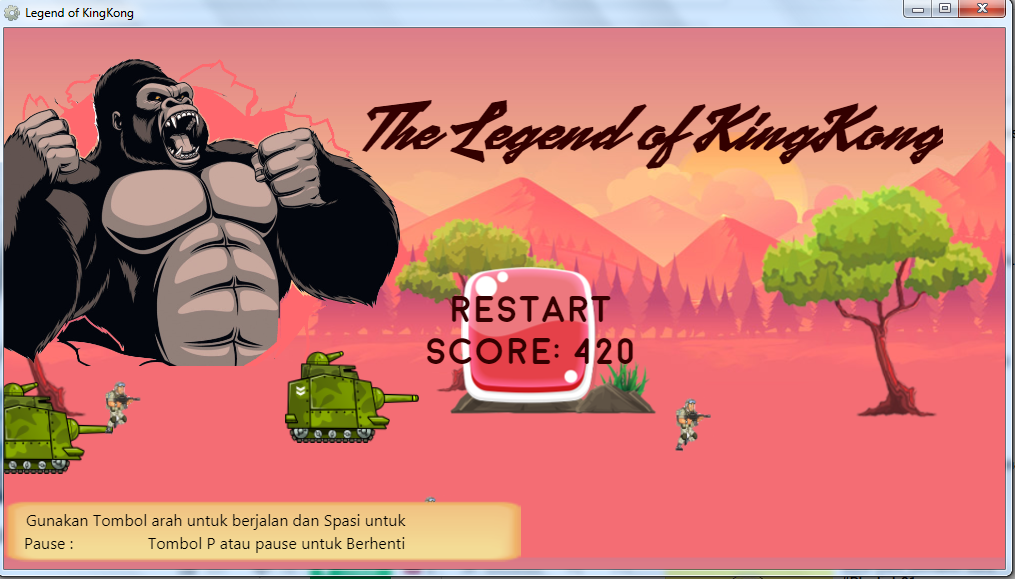 Legend of KingKong
The Legend of KingKong
RESTART
SCORE: 420
Gunakan Tombol arah untuk berjalan dan Spasi untuk
Pause : Tombol P atau pause untuk Berhenti